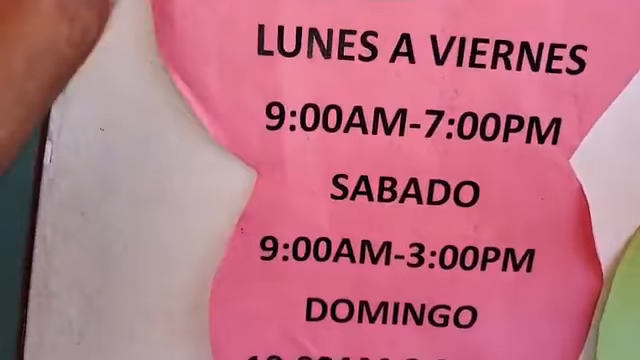 LUNES A VIERNES
9:00AM-7:00PM
SABADO
9:00AM-3:00PM
DOMINGO